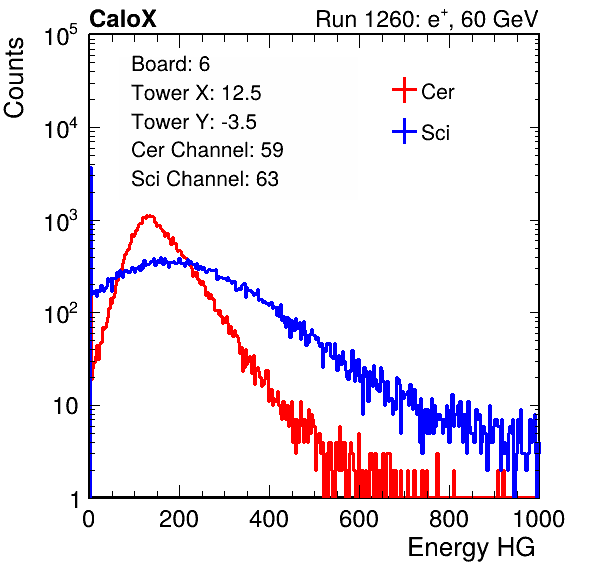 CaloX Run 1260: e⁺, 60 GeV
Counts
10⁵
10⁴
10³
10²
10
1
Board: 6
Tower X: 12.5
Tower Y: -3.5
Cer Channel: 59
Sci Channel: 63
Cer
Sci
0 200 400 600 800 1000
Energy HG